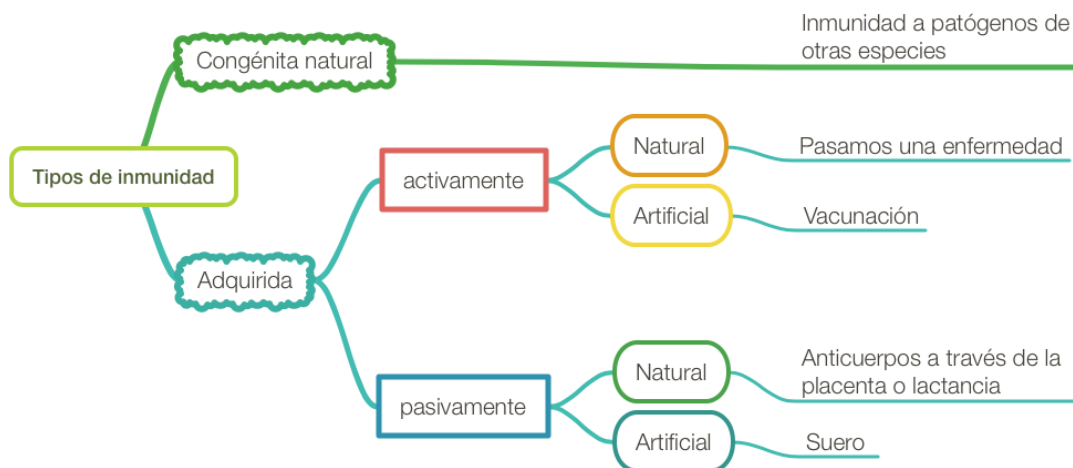 Inmunidad a patógenos de
otras especies
Congénita natural
Tipos de inmunidad
Natural
Pasamos una enfermedad
activamente
Artificial
Vacunación
Adquirida
Natural
Anticuerpos a través de la
placenta o lactancia
pasivamente
Artificial
Suero